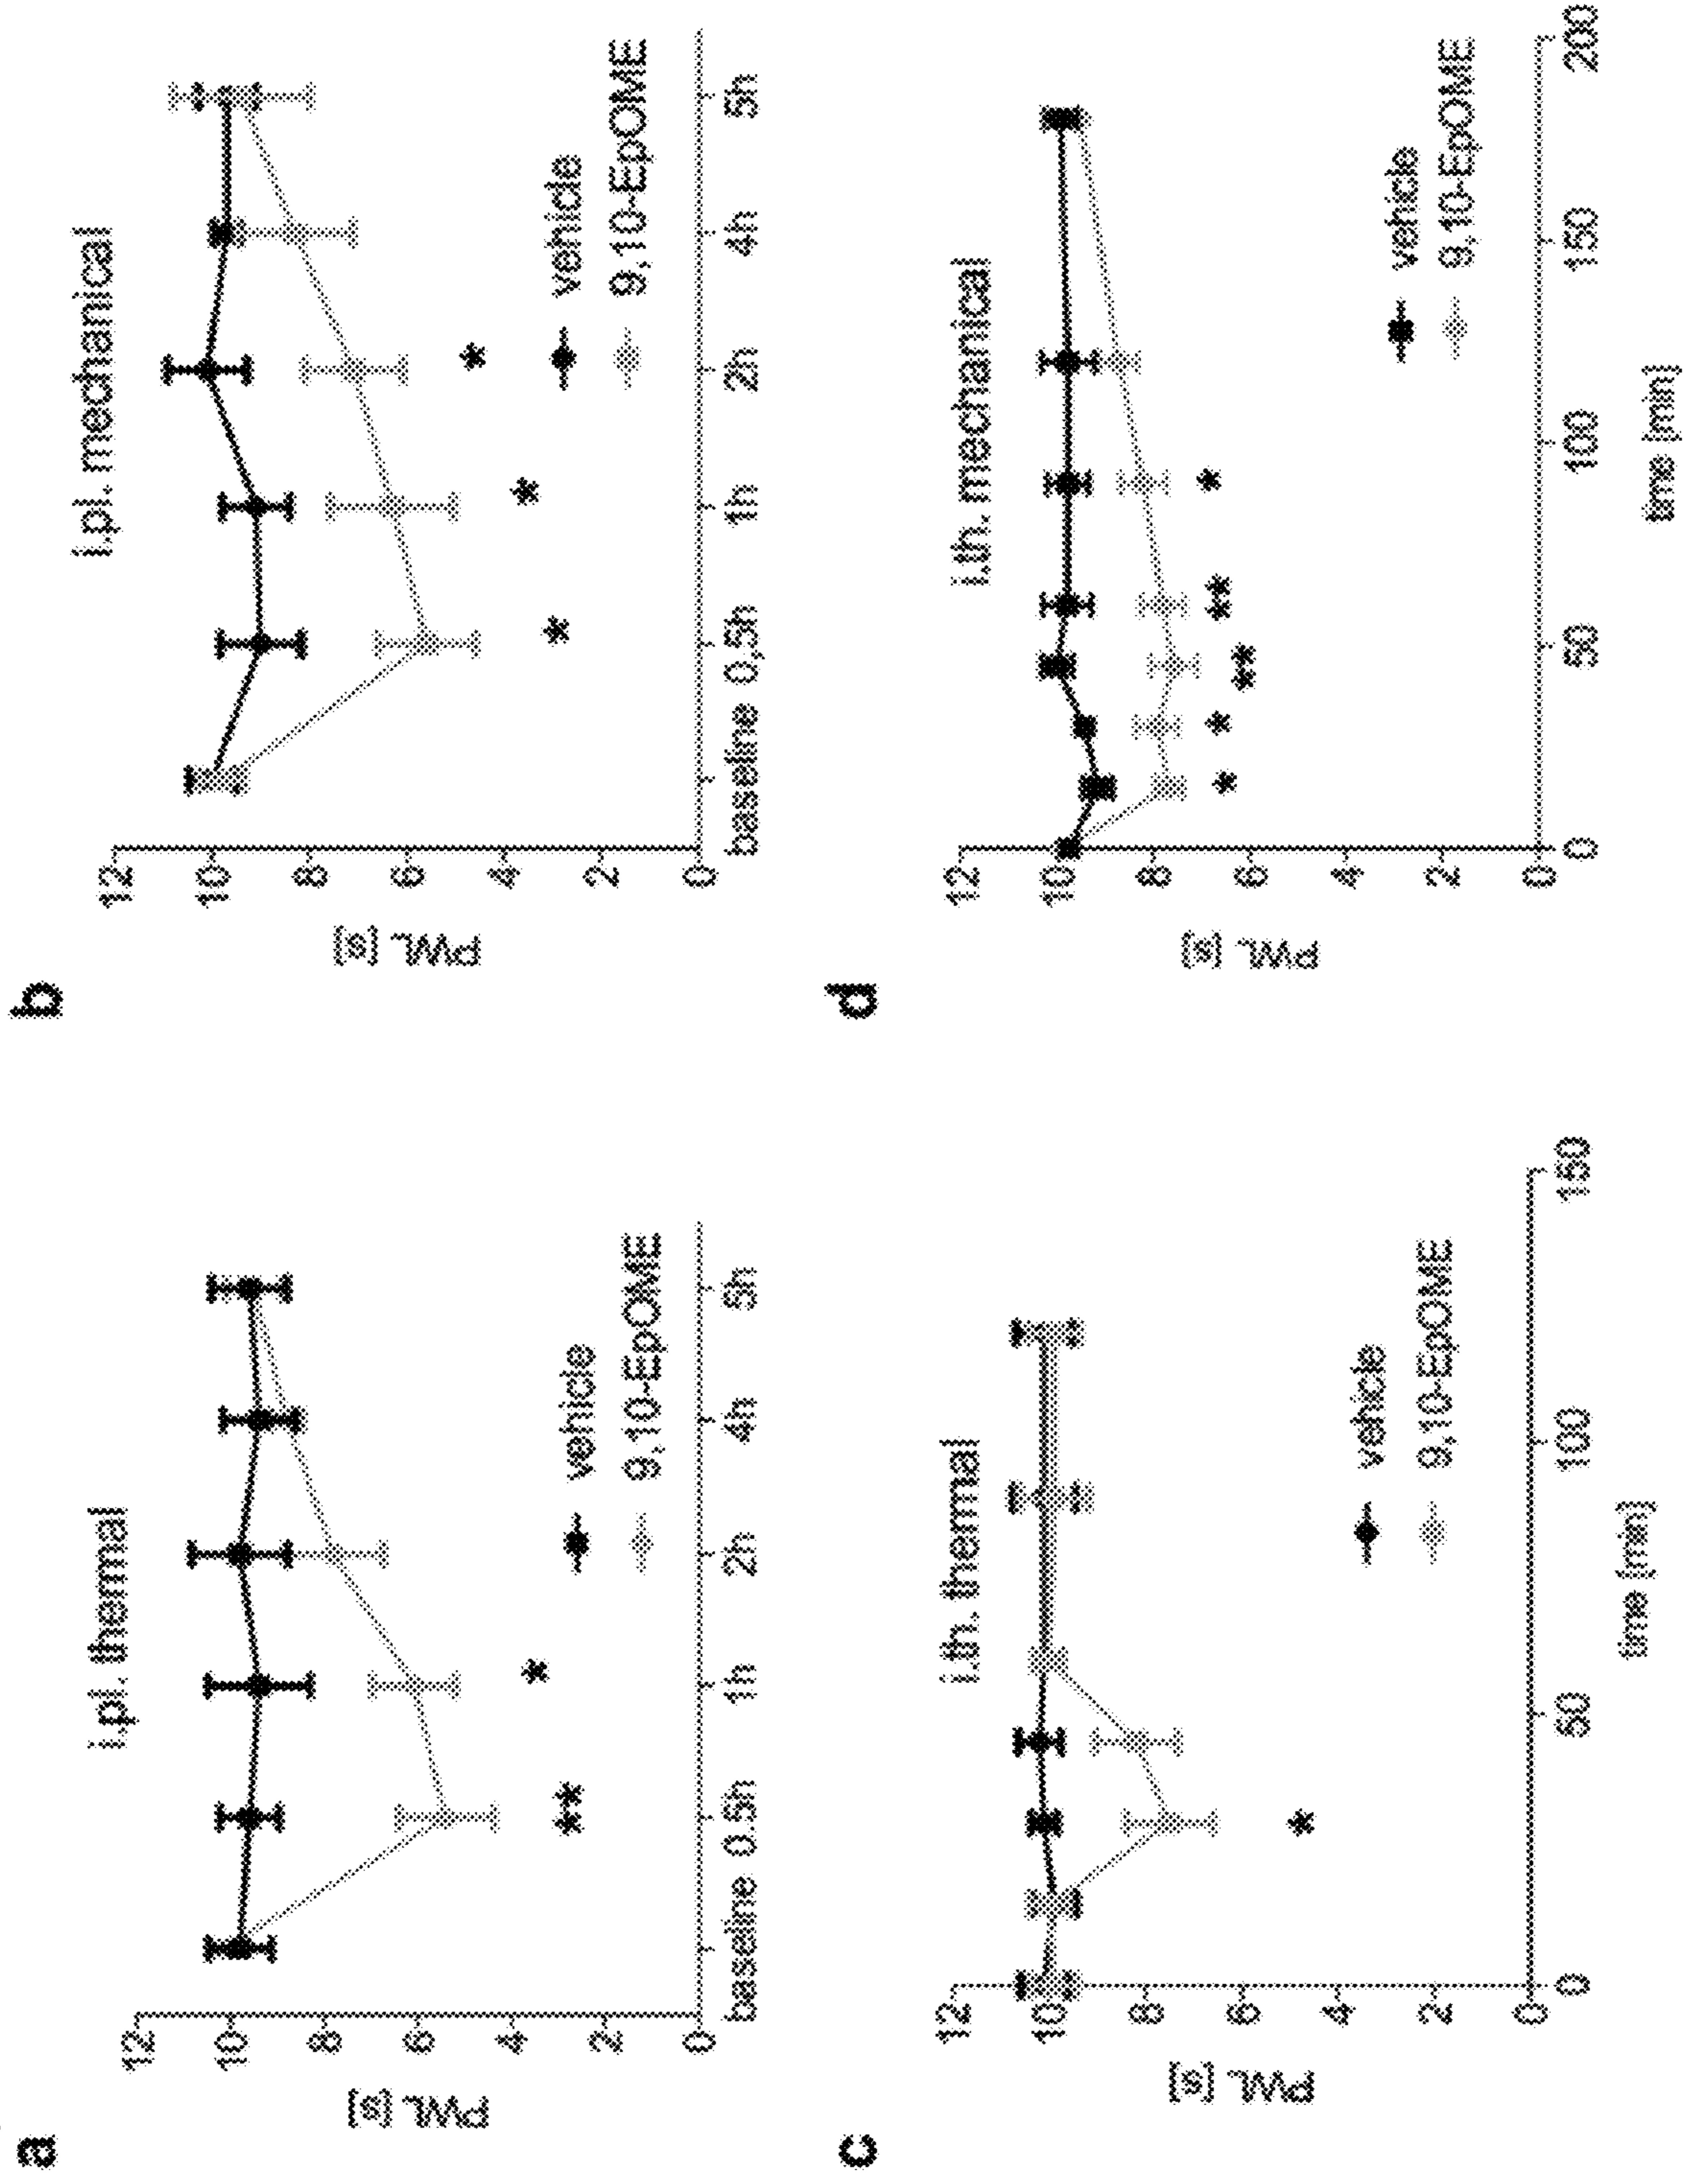 a
i.pl. thermal
PWL [s]
12
10
8
6
4
2
0
baseline 0.5h 1h 2h 4h 5h
** *
vehicle
9,10-EpOME
b
i.pl. mechanical
PWL [s]
12
10
8
6
4
2
0
baseline 0,5h 1h 2h 4h 5h
* * *
vehicle
9,10-EpOME
c
i.th. thermal
PWL [s]
12
10
8
6
4
2
0
0 50 100 150
time [min]
*
vehicle
9,10-EpOME
d
i.th. mechanical
PWL [s]
12
10
8
6
4
2
0
0 50 100 150 200
time [min]
* * ** ** *
vehicle
9,10-EpOME